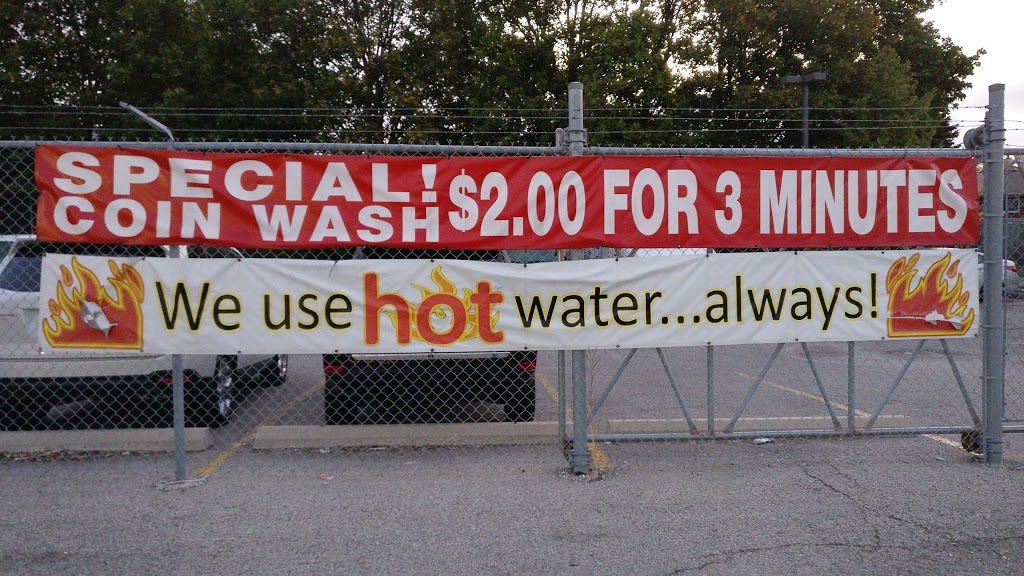 SPECIAL!
COIN WASH
$2.00 FOR 3 MINUTES
We use hot water...always!